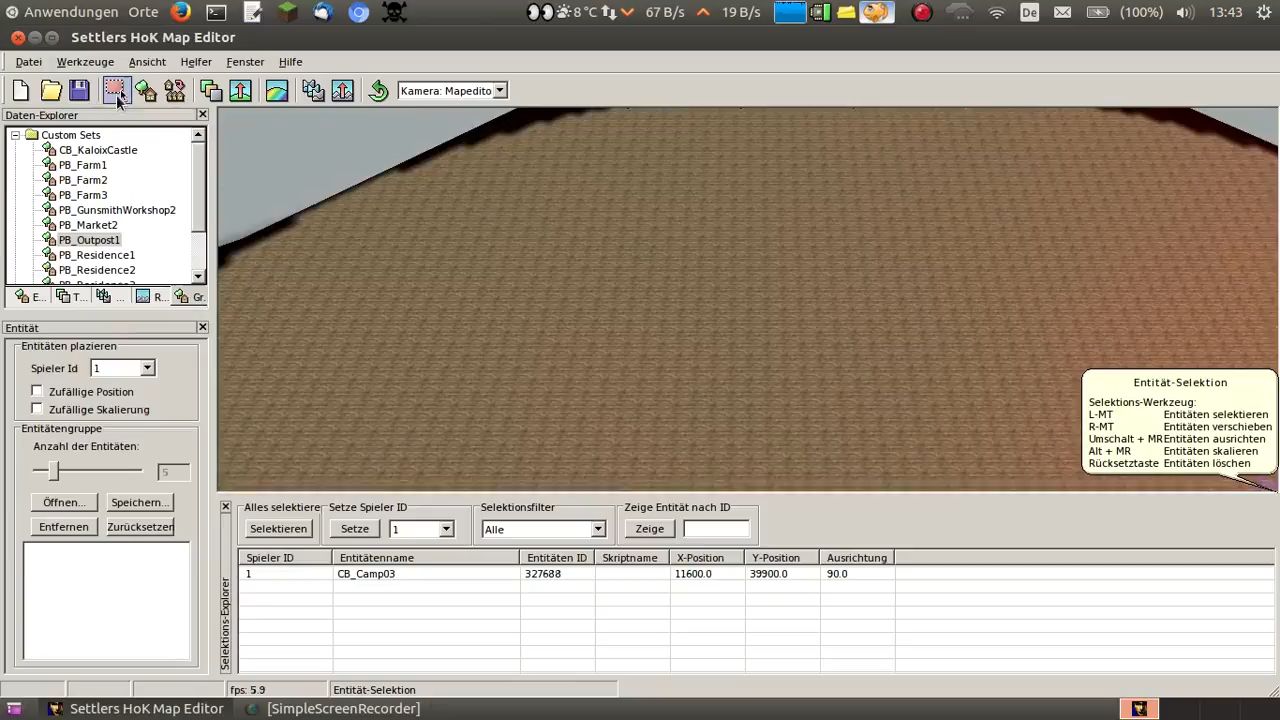 Anwendungen Orte 8 °C 67 B/s 19 B/s De (100%) 13:43
Settlers HoK Map Editor
Datei Werkzeuge Ansicht Helfer Fenster Hilfe
Kamera: Mapedito
Daten-Explorer
Custom Sets
CB_KaloixCastle
PB_Farm1
PB_Farm2
PB_Farm3
PB_GunsmithWorkshop2
PB_Market2
PB_Outpost1
PB_Residence1
PB_Residence2
E... T... ... R... Gr.
Entität
Entitäten plazieren
Spieler Id 1
Zufällige Position
Zufällige Skalierung
Entitätengruppe
Anzahl der Entitäten:
5
Öffnen... Speichern...
Entfernen Zurücksetzen
Entität-Selektion
Selektions-Werkzeug:
L-MT Entitäten selektieren
R-MT Entitäten verschieben
Umschalt + MR Entitäten ausrichten
Alt + MR Entitäten skalieren
Rücksetztaste Entitäten löschen
Alles selektiere Setze Spieler ID Selektionsfilter Zeige Entität nach ID
Selektieren Setze 1 Alle Zeige
Selektions-Explorer
Spieler ID Entitätenname Entitäten ID Skriptname X-Position Y-Position Ausrichtung
1 CB_Camp03 327688 11600.0 39900.0 90.0
fps: 5.9 Entität-Selektion
Settlers HoK Map Editor [SimpleScreenRecorder]